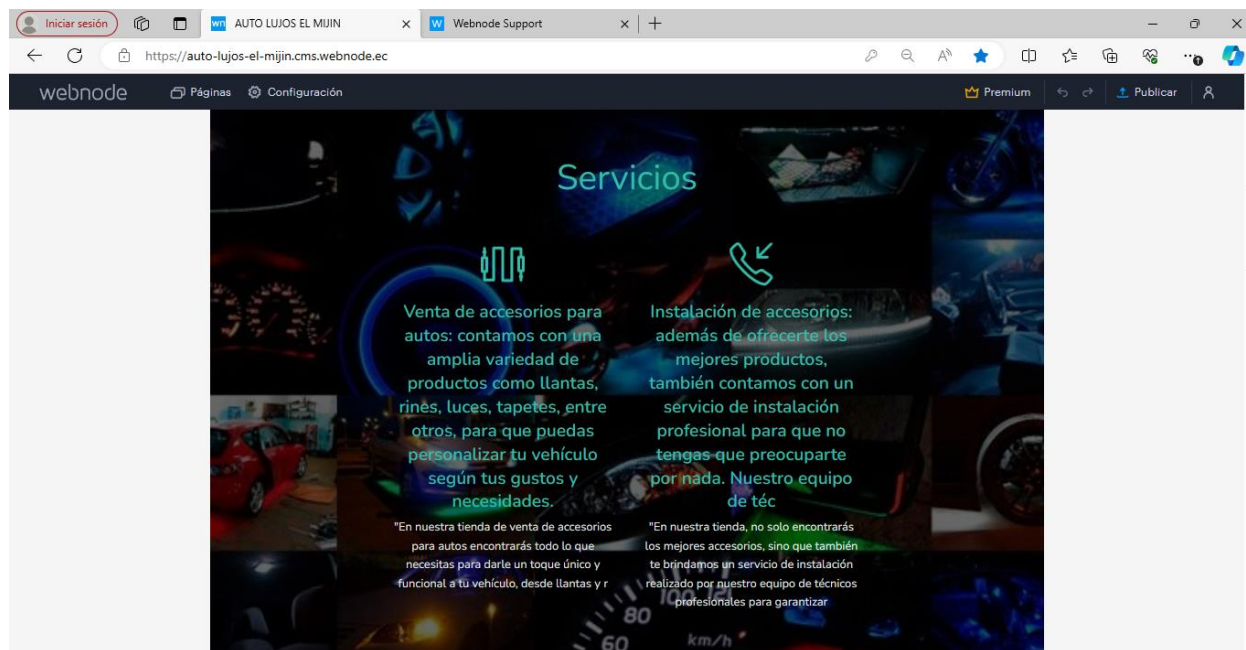 Iniciar sesión
wn AUTO LUJOS EL MIJIN
W Webnode Support
https://auto-lujos-el-mijin.cms.webnode.ec
webnode
Páginas
Configuración
Premium
Publicar
Servicios
Venta de accesorios para
autos: contamos con una
amplia variedad de
productos como llantas,
rines, luces, tapetes, entre
otros, para que puedas
personalizar tu vehículo
según tus gustos y
necesidades.
"En nuestra tienda de venta de accesorios
para autos encontrarás todo lo que
necesitas para darle un toque único y
funcional a tu vehículo, desde llantas y r
Instalación de accesorios:
además de ofrecerte los
mejores productos,
también contamos con un
servicio de instalación
profesional para que no
tengas que preocuparte
por nada. Nuestro equipo
de téc
"En nuestra tienda, no solo encontrarás
los mejores accesorios, sino que también
te brindamos un servicio de instalación
realizado por nuestro equipo de técnicos
profesionales para garantizar
100 120
80
60
km/h